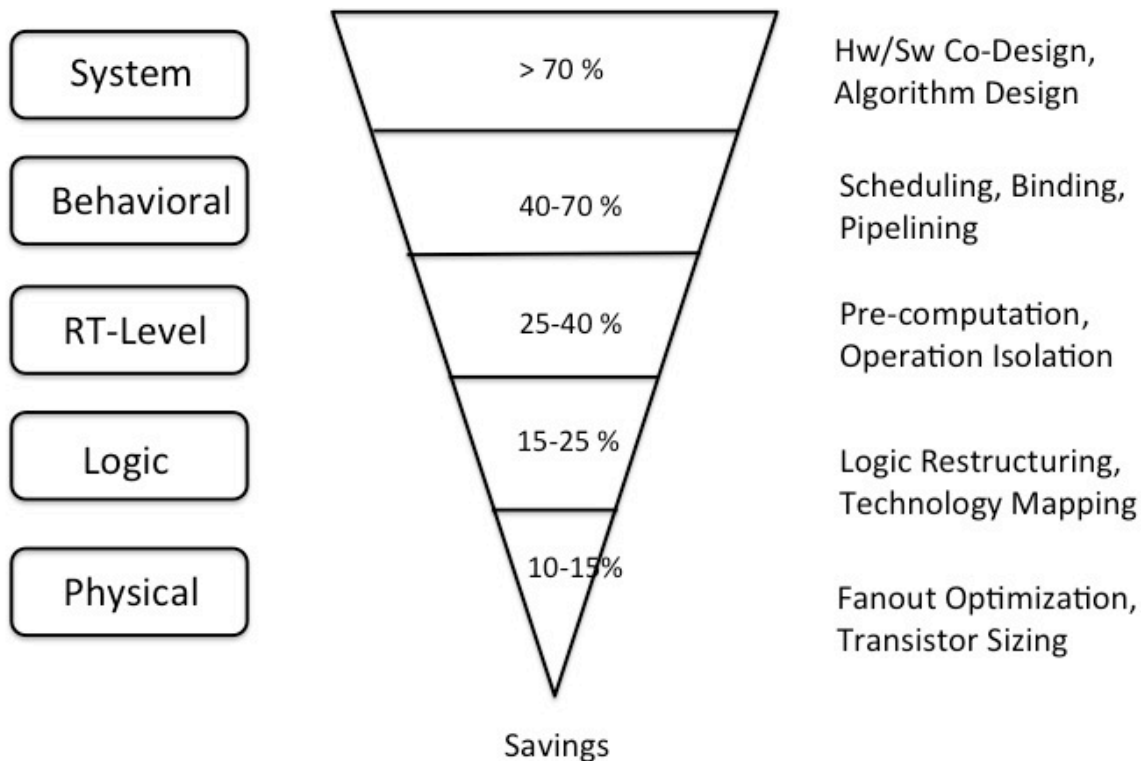 System
> 70 %
Hw/Sw Co-Design,
Algorithm Design
Behavioral
40-70 %
Scheduling, Binding,
Pipelining
RT-Level
25-40 %
Pre-computation,
Operation Isolation
Logic
15-25 %
Logic Restructuring,
Technology Mapping
Physical
10-15%
Fanout Optimization,
Transistor Sizing
Savings